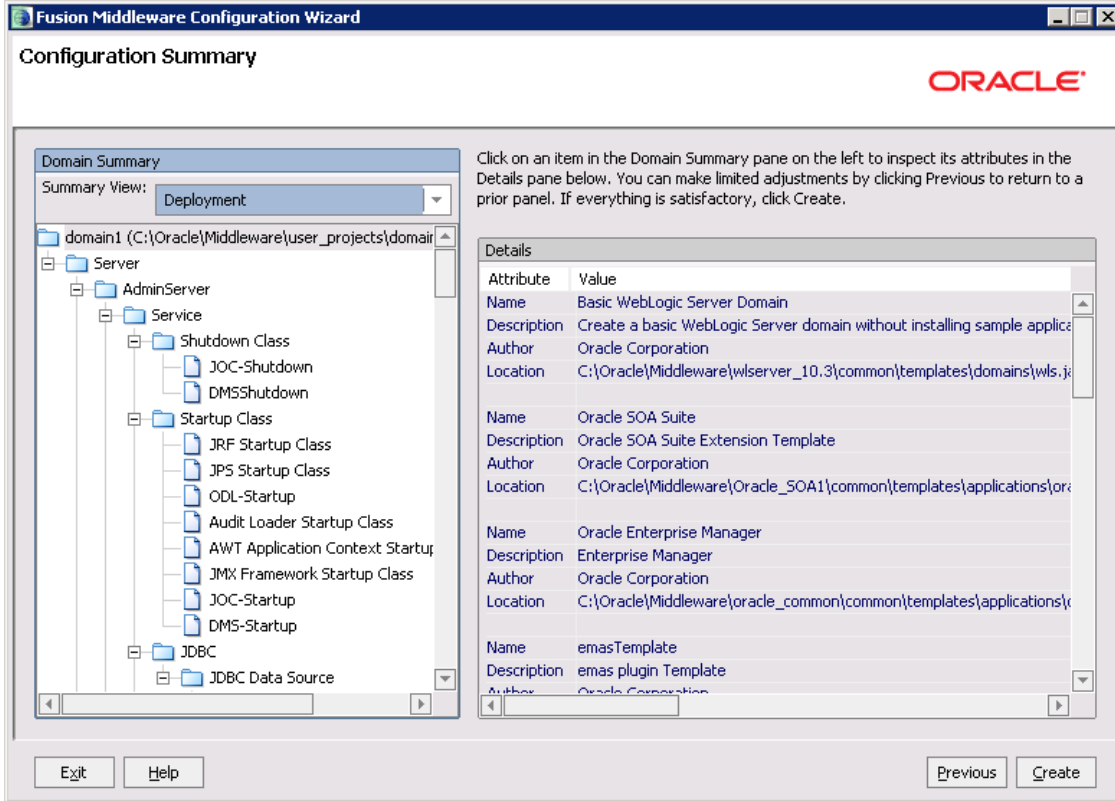 Fusion Middleware Configuration Wizard
Configuration Summary
ORACLE
Domain Summary
Summary View:
Deployment
domain1 (C:\Oracle\Middleware\user_projects\domain
Server
AdminServer
Service
Shutdown Class
JOC-Shutdown
DMSShutdown
Startup Class
JRF Startup Class
JPS Startup Class
ODL-Startup
Audit Loader Startup Class
AWT Application Context Startup
JMX Framework Startup Class
JOC-Startup
DMS-Startup
JDBC
JDBC Data Source
Click on an item in the Domain Summary pane on the left to inspect its attributes in the
Details pane below. You can make limited adjustments by clicking Previous to return to a
prior panel. If everything is satisfactory, click Create.
Details
Attribute Value
Name Basic WebLogic Server Domain
Description Create a basic WebLogic Server domain without installing sample applica
Author Oracle Corporation
Location C:\Oracle\Middleware\wlserver_10.3\common\templates\domains\wls.ja
Name Oracle SOA Suite
Description Oracle SOA Suite Extension Template
Author Oracle Corporation
Location C:\Oracle\Middleware\Oracle_SOA1\common\templates\applications\ora
Name Oracle Enterprise Manager
Description Enterprise Manager
Author Oracle Corporation
Location C:\Oracle\Middleware\oracle_common\common\templates\applications\
Name emasTemplate
Description emas plugin Template
Author Oracle Corporation
Exit Help Previous Create